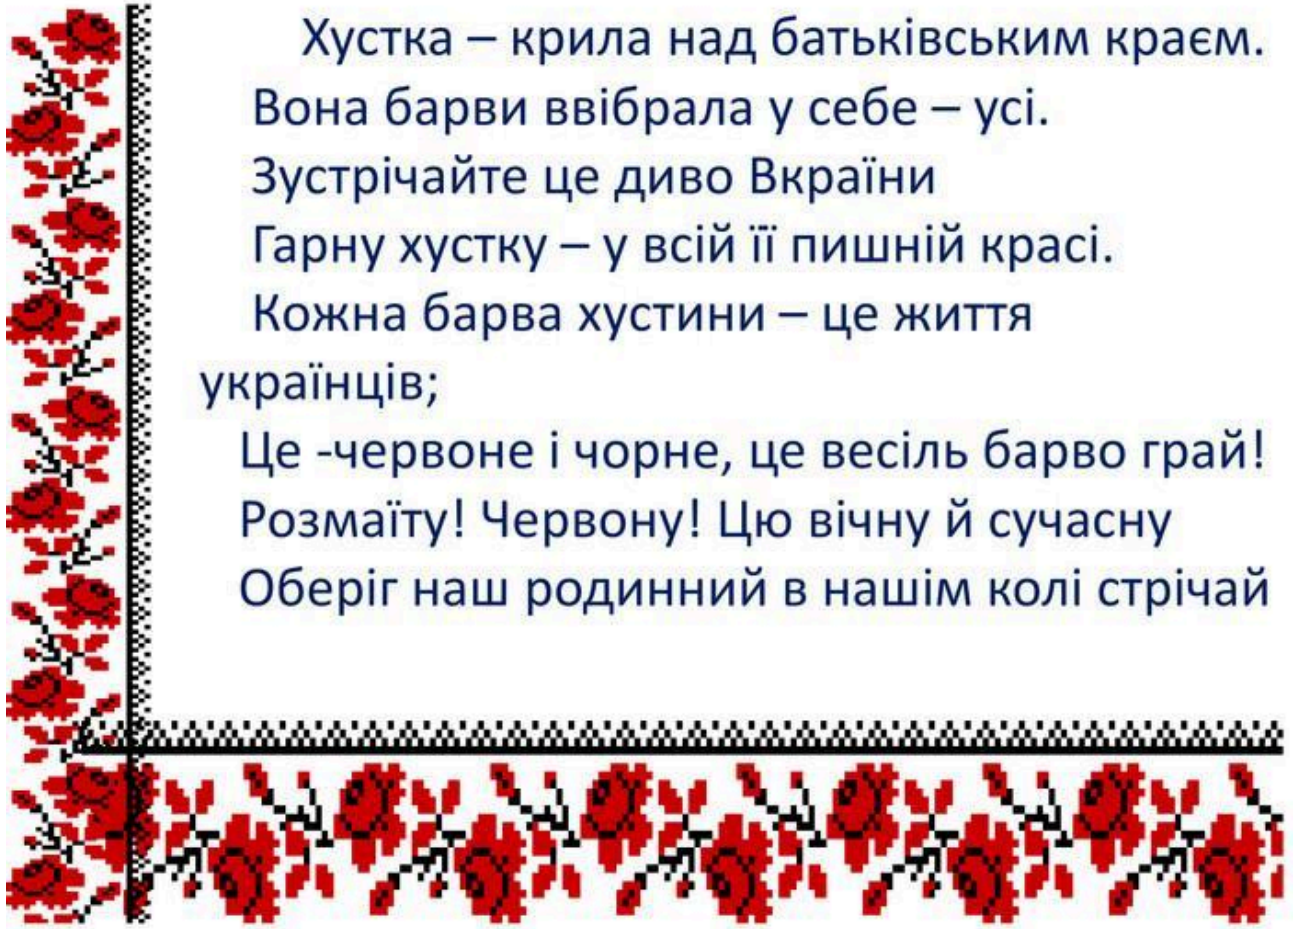 Хустка – крила над батьківським краєм.
Вона барви ввібрала у себе – усі.
Зустрічайте це диво Вкраїни
Гарну хустку – у всій її пишній красі.
Кожна барва хустини – це життя
українців;
Це -червоне і чорне, це весіль барво грай!
Розмаїту! Червону! Цю вічну й сучасну
Оберіг наш родинний в нашім колі стрічай